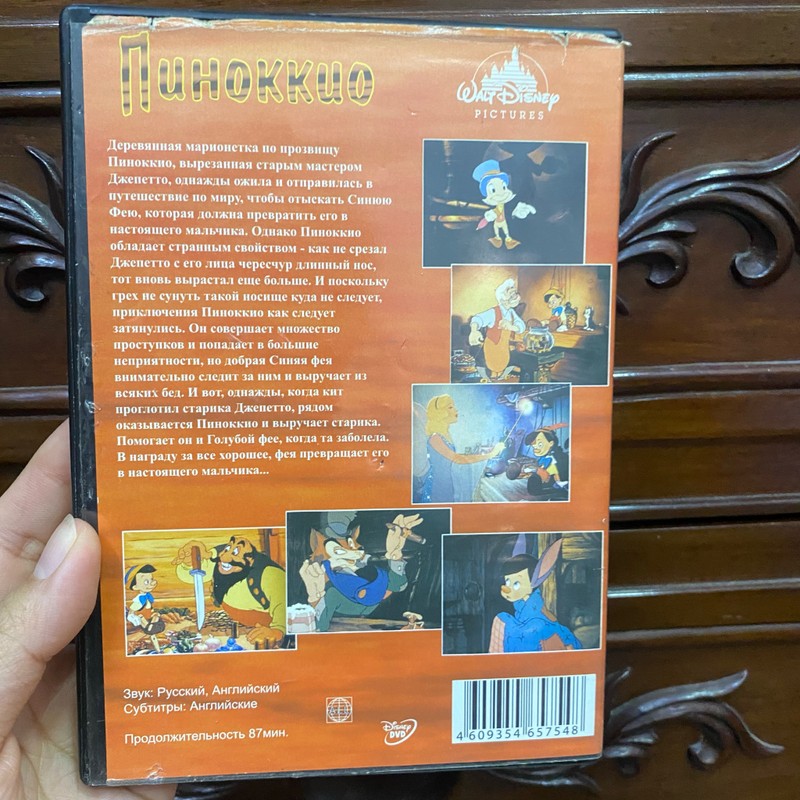 Пиноккио
WALT DISNEY
PICTURES
Деревянная марионетка по прозвищу
Пиноккио, вырезанная старым мастером
Джепетто, однажды ожила и отправилась в
путешествие по миру, чтобы отыскать Синюю
Фею, которая должна превратить его в
настоящего мальчика. Однако Пиноккио
обладает странным свойством - как не срезал
Джепетто с его лица чересчур длинный нос,
тот вновь вырастал еще больше. И поскольку
грех не сунуть такой носище куда не следует,
приключения Пиноккио как следует
затянулись. Он совершает множество
проступков и попадает в большие
неприятности, но добрая Синяя фея
внимательно следит за ним и выручает из
всяких бед. И вот, однажды, когда кит
проглотил старика Джепетто, рядом
оказывается Пиноккио и выручает старика.
Помогает он и Голубой фее, когда та заболела.
В награду за все хорошее, фея превращает его
в настоящего мальчика...
Звук: Русский, Английский
Субтитры: Английские
Продолжительность 87мин.
Disney
DVD
4 609354 657548